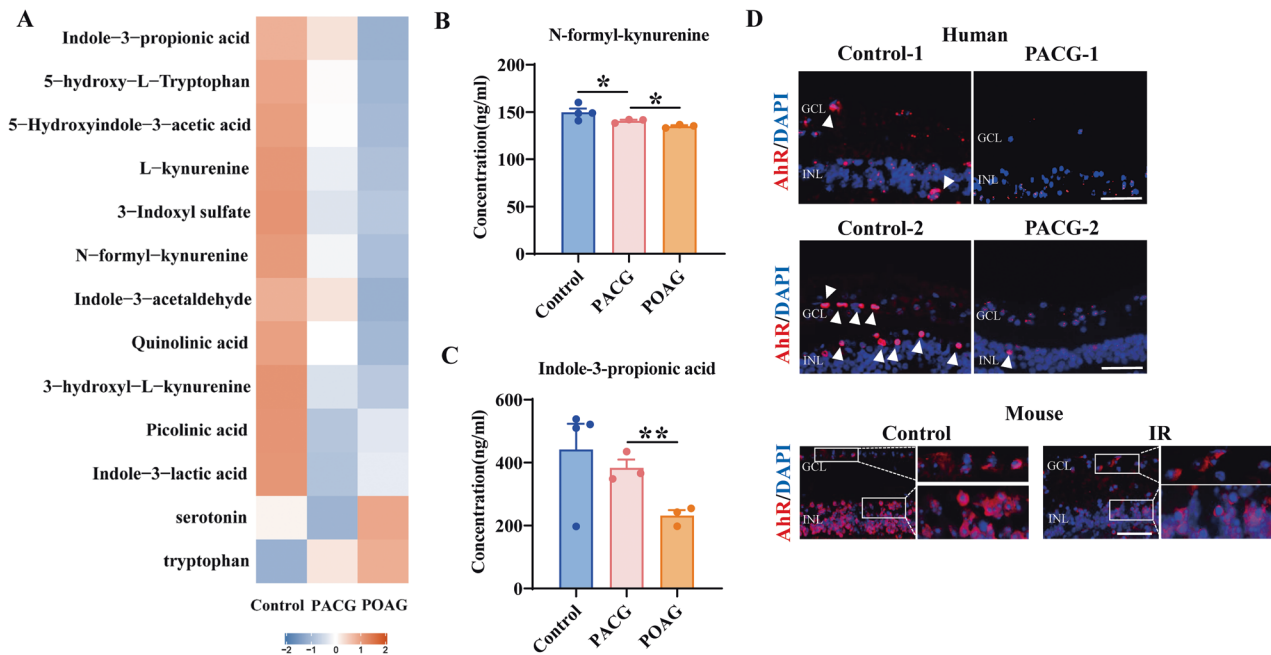 A
Indole−3−propionic acid
5−hydroxy−L−Tryptophan
5−Hydroxyindole−3−acetic acid
L−kynurenine
3−Indoxyl sulfate
N−formyl−kynurenine
Indole−3−acetaldehyde
Quinolinic acid
3−hydroxyl−L−kynurenine
Picolinic acid
Indole−3−lactic acid
serotonin
tryptophan
Control PACG POAG
−2 −1 0 1 2
B
N-formyl-kynurenine
Concentration(ng/ml)
200
150
100
50
0
* *
Control PACG POAG
C
Indole-3-propionic acid
Concentration(ng/ml)
600
400
200
0
**
Control PACG POAG
D
Human
Control-1 PACG-1
AhR/DAPI
GCL GCL
INL INL
Control-2 PACG-2
AhR/DAPI
GCL GCL
INL INL
Mouse
Control IR
AhR/DAPI
GCL GCL
INL INL